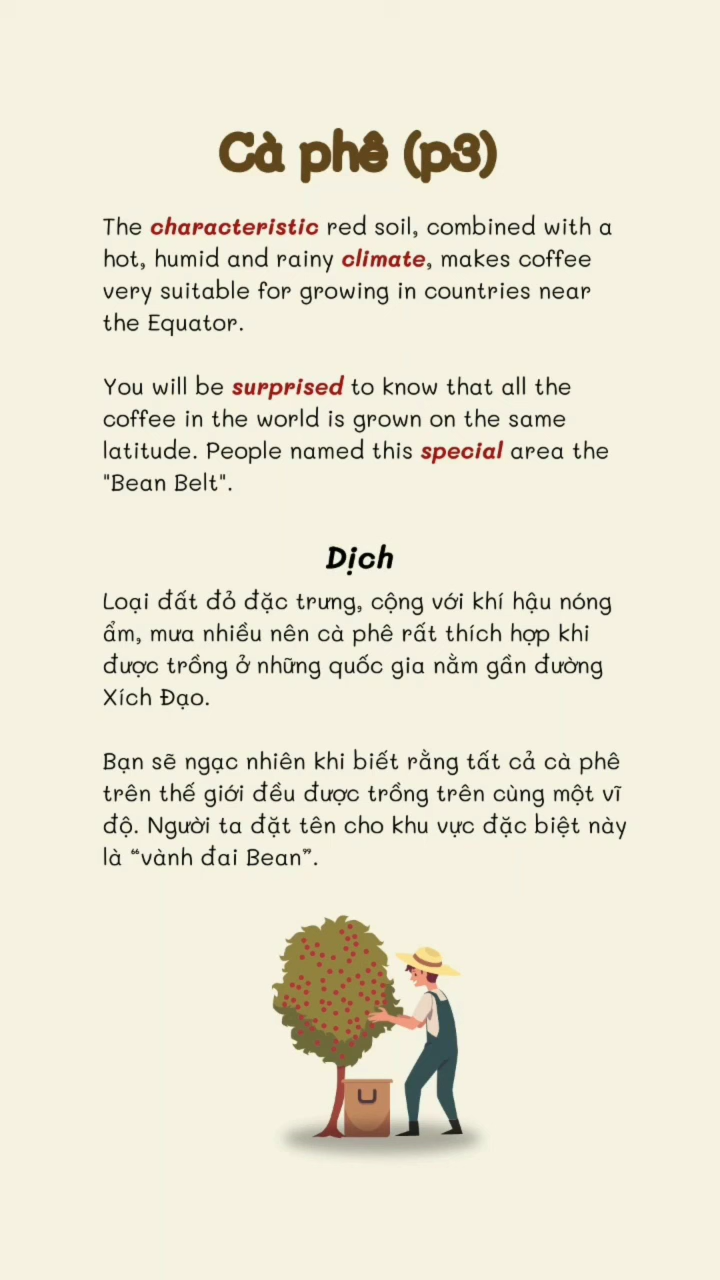 Cà phê (p3)
The characteristic red soil, combined with a
hot, humid and rainy climate, makes coffee
very suitable for growing in countries near
the Equator.
You will be surprised to know that all the
coffee in the world is grown on the same
latitude. People named this special area the
"Bean Belt".
Dịch
Loại đất đỏ đặc trưng, cộng với khí hậu nóng
ẩm, mưa nhiều nên cà phê rất thích hợp khi
được trồng ở những quốc gia nằm gần đường
Xích Đạo.
Bạn sẽ ngạc nhiên khi biết rằng tất cả cà phê
trên thế giới đều được trồng trên cùng một vĩ
độ. Người ta đặt tên cho khu vực đặc biệt này
là “vành đai Bean”.